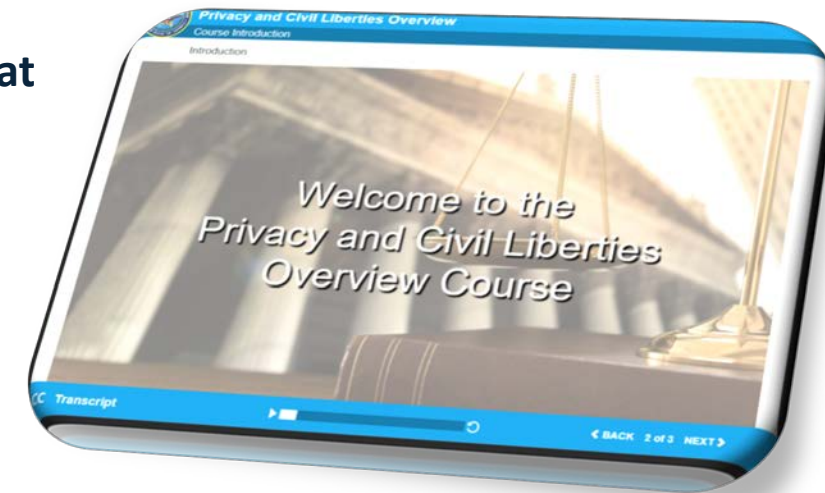 at
Privacy and Civil Liberties Overview
Course Introduction
Introduction
Welcome to the
Privacy and Civil Liberties
Overview Course
CC Transcript
BACK 2 of 3 NEXT